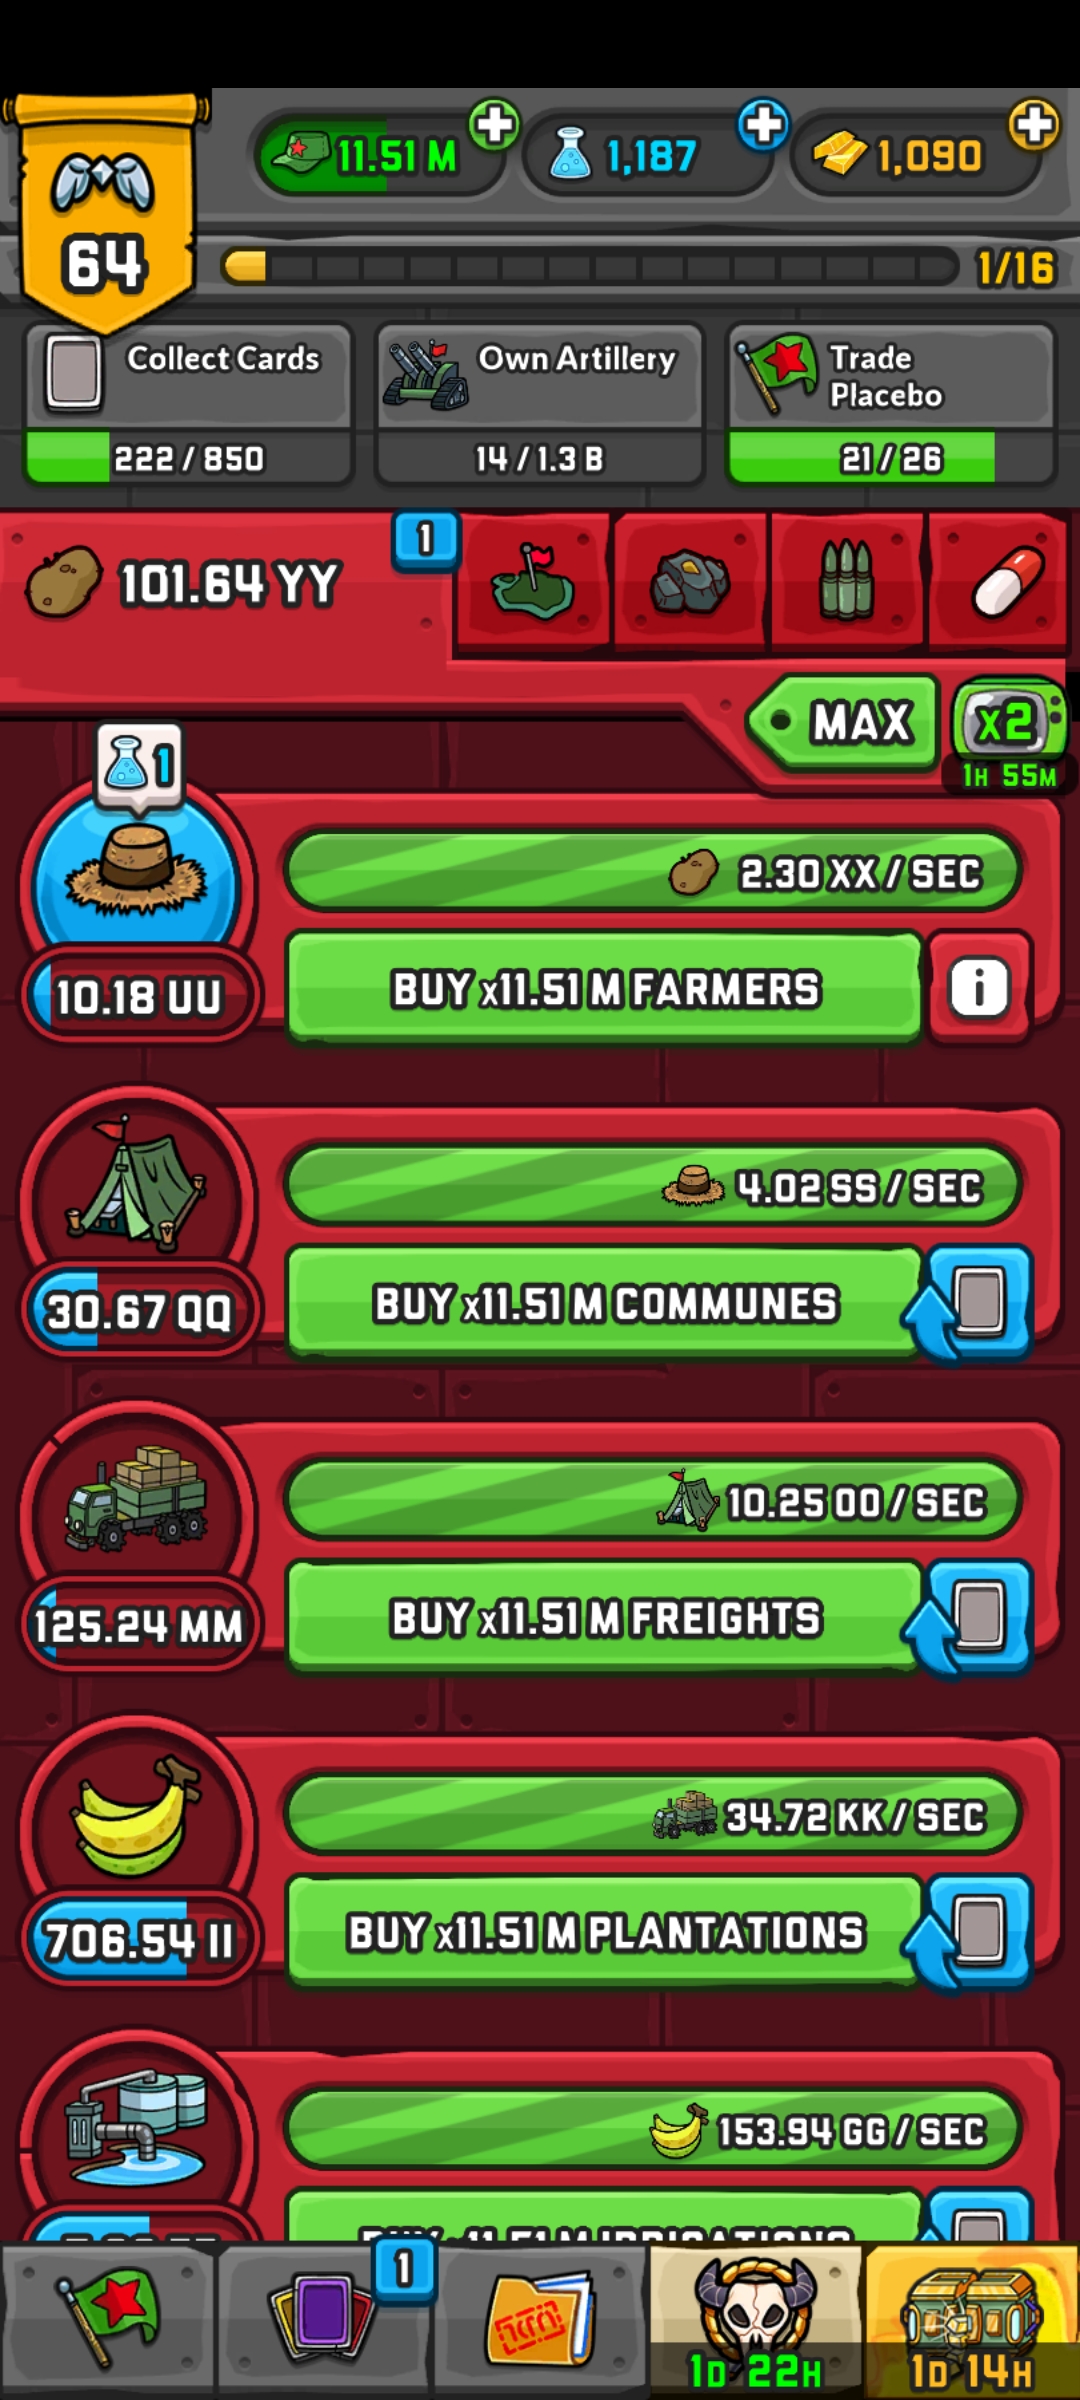 11.51 M
1,187
1,090
64
1/16
Collect Cards
Own Artillery
Trade
Placebo
222 / 850
14 / 1.3 B
21 / 26
101.64 YY
1
MAX
X2
1H 55M
1
2.30 XX / SEC
10.18 UU
BUY x11.51 M FARMERS
i
4.02 SS / SEC
30.67 QQ
BUY x11.51 M COMMUNES
10.25 OO / SEC
125.24 MM
BUY x11.51 M FREIGHTS
34.72 KK / SEC
706.54 II
BUY x11.51 M PLANTATIONS
153.94 GG / SEC
BUY x11.51 M IRRIGATIONS
1
1D 22H
1D 14H